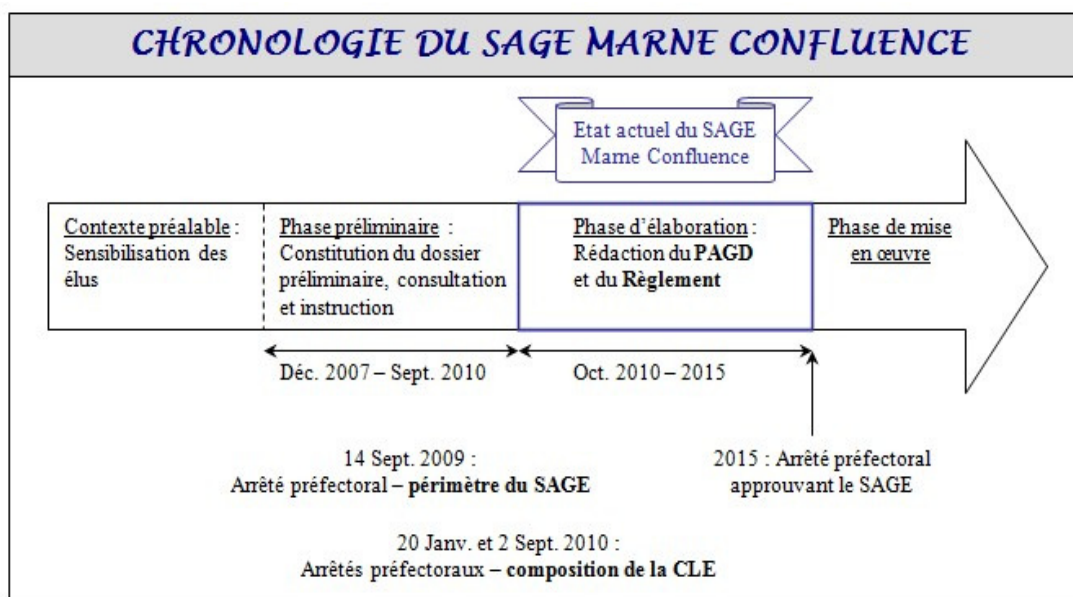 CHRONOLOGIE DU SAGE MARNE CONFLUENCE
Etat actuel du SAGE
Marne Confluence
Contexte préalable :
Sensibilisation des
élus
Phase préliminaire :
Constitution du dossier
préliminaire, consultation
et instruction
Phase d’élaboration :
Rédaction du PAGD
et du Règlement
Phase de mise
en œuvre
Déc. 2007 – Sept. 2010
Oct. 2010 – 2015
14 Sept. 2009 :
Arrêté préfectoral – périmètre du SAGE
2015 : Arrêté préfectoral
approuvant le SAGE
20 Janv. et 2 Sept. 2010 :
Arrêtés préfectoraux – composition de la CLE